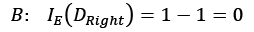 B: I_E(D_Right) = 1 − 1 = 0